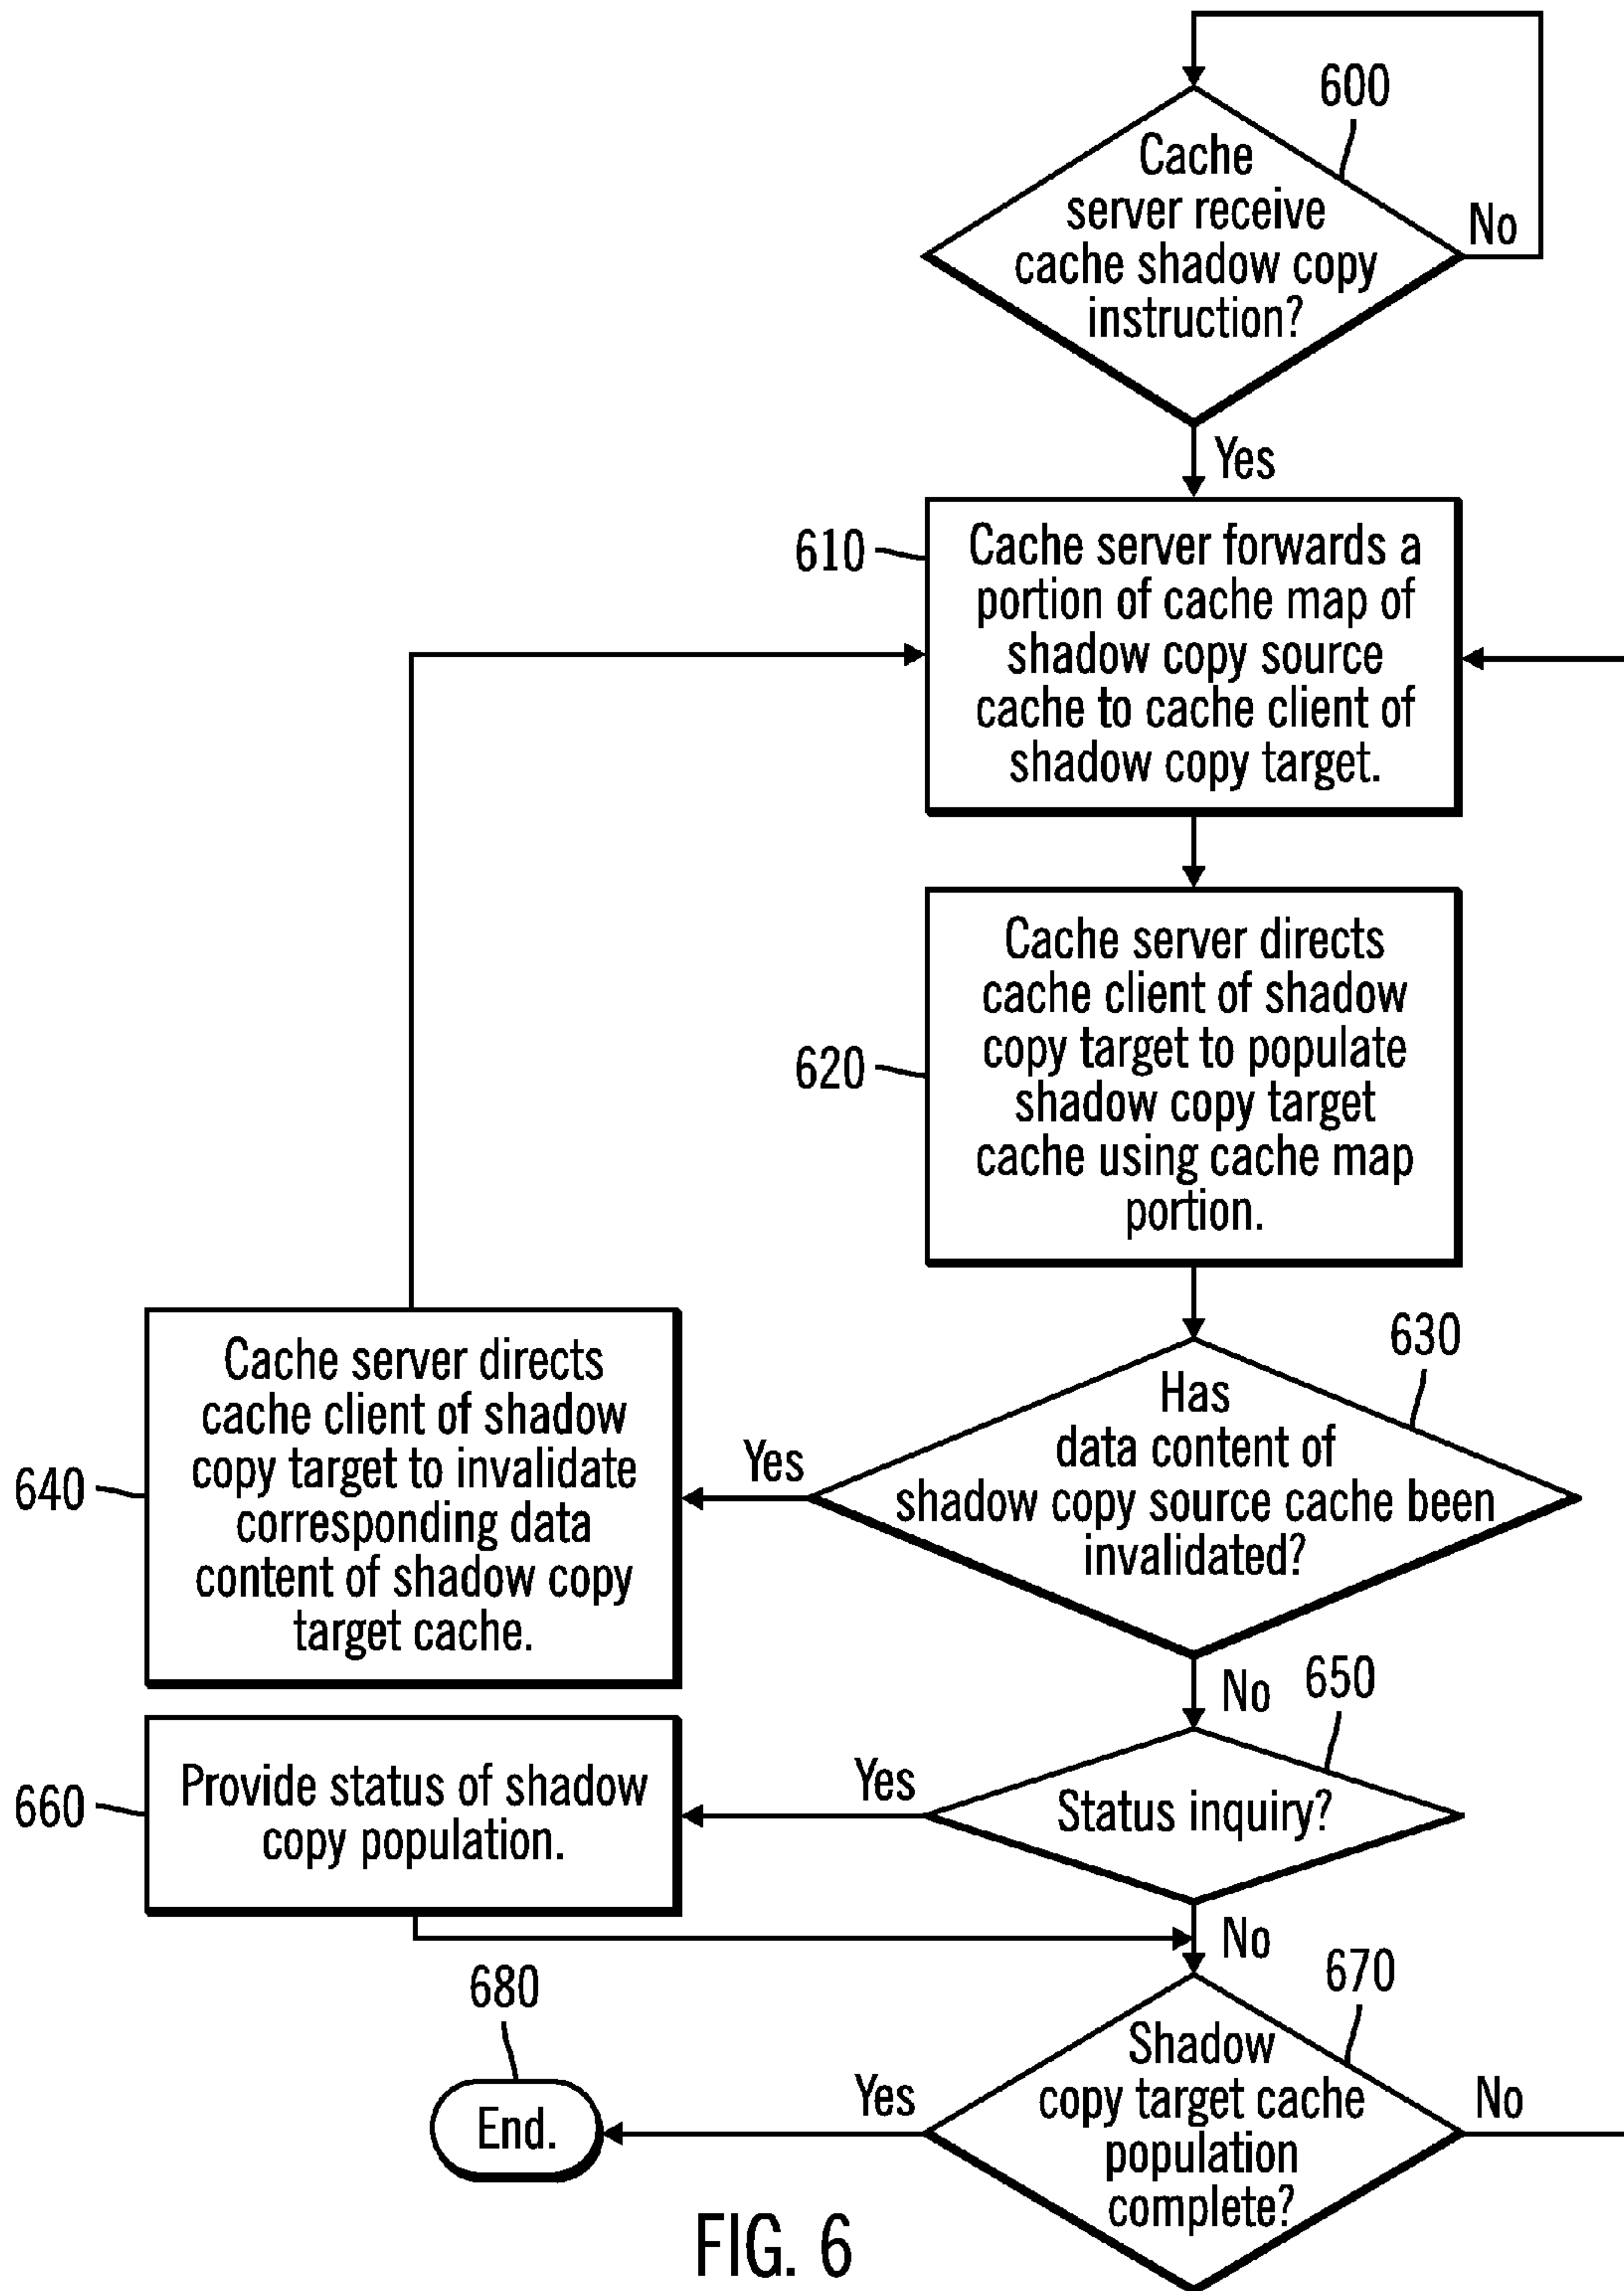 600
Cache
server receive
cache shadow copy
instruction?
No
Yes
610
Cache server forwards a
portion of cache map of
shadow copy source
cache to cache client of
shadow copy target.
620
Cache server directs
cache client of shadow
copy target to populate
shadow copy target
cache using cache map
portion.
630
Has
data content of
shadow copy source cache been
invalidated?
Yes
No
640
Cache server directs
cache client of shadow
copy target to invalidate
corresponding data
content of shadow copy
target cache.
650
Status inquiry?
Yes
No
660
Provide status of shadow
copy population.
670
Shadow
copy target cache
population
complete?
Yes
No
680
End.
FIG. 6